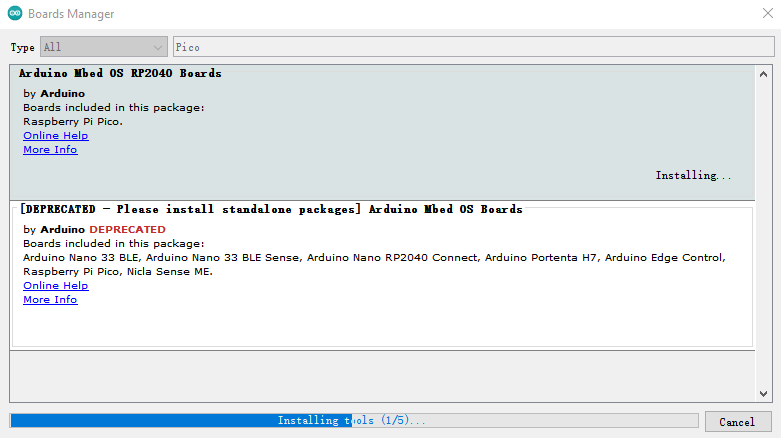 Boards Manager
Type All Pico
Arduino Mbed OS RP2040 Boards
by Arduino
Boards included in this package:
Raspberry Pi Pico.
Online Help
More Info
Installing...
[DEPRECATED - Please install standalone packages] Arduino Mbed OS Boards
by Arduino DEPRECATED
Boards included in this package:
Arduino Nano 33 BLE, Arduino Nano 33 BLE Sense, Arduino Nano RP2040 Connect, Arduino Portenta H7, Arduino Edge Control,
Raspberry Pi Pico, Nicla Sense ME.
Online Help
More Info
Installing tools (1/5)...
Cancel